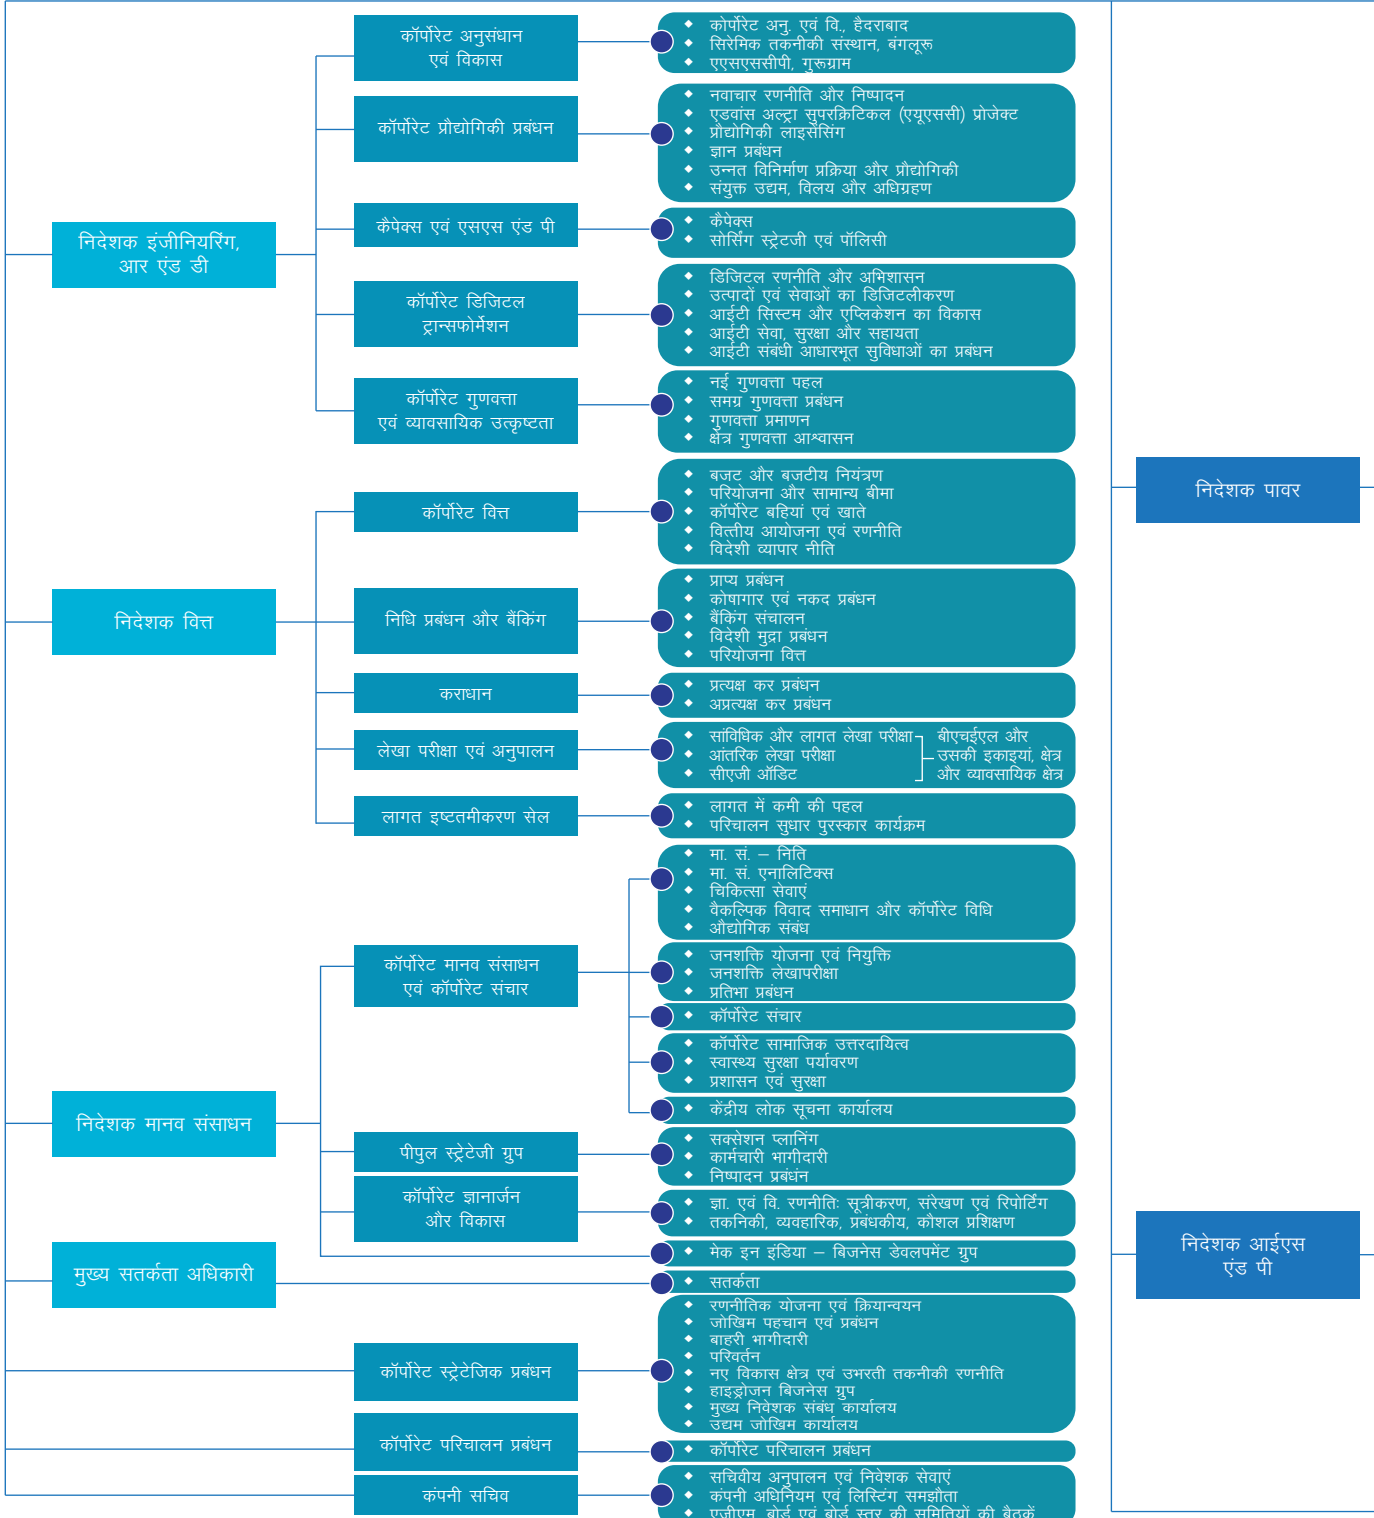 निदेशक इंजीनियरिंग,
आर एंड डी
कॉर्पोरेट अनुसंधान
एवं विकास
कोर्पोरेट अनु. एवं वि., हैदराबाद
सिरेमिक तकनीकी संस्थान, बंगलूरू
एएसएससीपी, गुरूग्राम
कॉर्पोरेट प्रौद्योगिकी प्रबंधन
नवाचार रणनीति और निष्पादन
एडवांस अल्ट्रा सुपरक्रिटिकल (एयूएससी) प्रोजेक्ट
प्रौद्योगिकी लाइसेंसिंग
ज्ञान प्रबंधन
उन्नत विनिर्माण प्रक्रिया और प्रौद्योगिकी
संयुक्त उद्यम, विलय और अधिग्रहण
कैपेक्स एवं एसएस एंड पी
कैपेक्स
सोर्सिंग स्ट्रेटजी एवं पॉलिसी
कॉर्पोरेट डिजिटल
ट्रान्सफोर्मेशन
डिजिटल रणनीति और अभिशासन
उत्पादों एवं सेवाओं का डिजिटलीकरण
आईटी सिस्टम और एप्लिकेशन का विकास
आईटी सेवा, सुरक्षा और सहायता
आईटी संबंधी आधारभूत सुविधाओं का प्रबंधन
कॉर्पोरेट गुणवत्ता
एवं व्यावसायिक उत्कृष्टता
नई गुणवत्ता पहल
समग्र गुणवत्ता प्रबंधन
गुणवत्ता प्रमाणन
क्षेत्र गुणवत्ता आश्वासन
निदेशक वित्त
कॉर्पोरेट वित्त
बजट और बजटीय नियंत्रण
परियोजना और सामान्य बीमा
कॉर्पोरेट बहियां एवं खाते
वित्तीय आयोजना एवं रणनीति
विदेशी व्यापार नीति
निधि प्रबंधन और बैंकिंग
प्राप्य प्रबंधन
कोषागार एवं नकद प्रबंधन
बैंकिंग संचालन
विदेशी मुद्रा प्रबंधन
परियोजना वित्त
कराधान
प्रत्यक्ष कर प्रबंधन
अप्रत्यक्ष कर प्रबंधन
लेखा परीक्षा एवं अनुपालन
सांविधिक और लागत लेखा परीक्षा
आंतरिक लेखा परीक्षा
सीएजी ऑडिट
बीएचईएल और
उसकी इकाइयां, क्षेत्र
और व्यावसायिक क्षेत्र
लागत इष्टतमीकरण सेल
लागत में कमी की पहल
परिचालन सुधार पुरस्कार कार्यक्रम
निदेशक मानव संसाधन
कॉर्पोरेट मानव संसाधन
एवं कॉर्पोरेट संचार
मा. सं. – निति
मा. सं. एनालिटिक्स
चिकित्सा सेवाएं
वैकल्पिक विवाद समाधान और कॉर्पोरेट विधि
औद्योगिक संबंध
जनशक्ति योजना एवं नियुक्ति
जनशक्ति लेखापरीक्षा
प्रतिभा प्रबंधन
कॉर्पोरेट संचार
कॉर्पोरेट सामाजिक उत्तरदायित्व
स्वास्थ्य सुरक्षा पर्यावरण
प्रशासन एवं सुरक्षा
केंद्रीय लोक सूचना कार्यालय
पीपुल स्ट्रेटेजी ग्रुप
सक्सेशन प्लानिंग
कार्मचारी भागीदारी
निष्पादन प्रबंधंन
कॉर्पोरेट ज्ञानार्जन
और विकास
ज्ञा. एवं वि. रणनीतिः सूत्रीकरण, संरेखण एवं रिपोर्टिंग
तकनिकी, व्यवहारिक, प्रबंधकीय, कौशल प्रशिक्षण
मेक इन इंडिया – बिजनेस डेवलपमेंट ग्रुप
मुख्य सतर्कता अधिकारी
सतर्कता
कॉर्पोरेट स्ट्रेटेजिक प्रबंधन
रणनीतिक योजना एवं क्रियान्वयन
जोखिम पहचान एवं प्रबंधन
बाहरी भागीदारी
परिवर्तन
नए विकास क्षेत्र एवं उभरती तकनीकी रणनीति
हाइड्रोजन बिजनेस ग्रुप
मुख्य निवेशक संबंध कार्यालय
उद्यम जोखिम कार्यालय
कॉर्पोरेट परिचालन प्रबंधन
कॉर्पोरेट परिचालन प्रबंधन
कंपनी सचिव
सचिवीय अनुपालन एवं निवेशक सेवाएं
कंपनी अधिनियम एवं लिस्टिंग समझौता
एजीएम, बोर्ड एवं बोर्ड स्तर की समितियों की बैठकें
निदेशक पावर
निदेशक आईएस
एंड पी